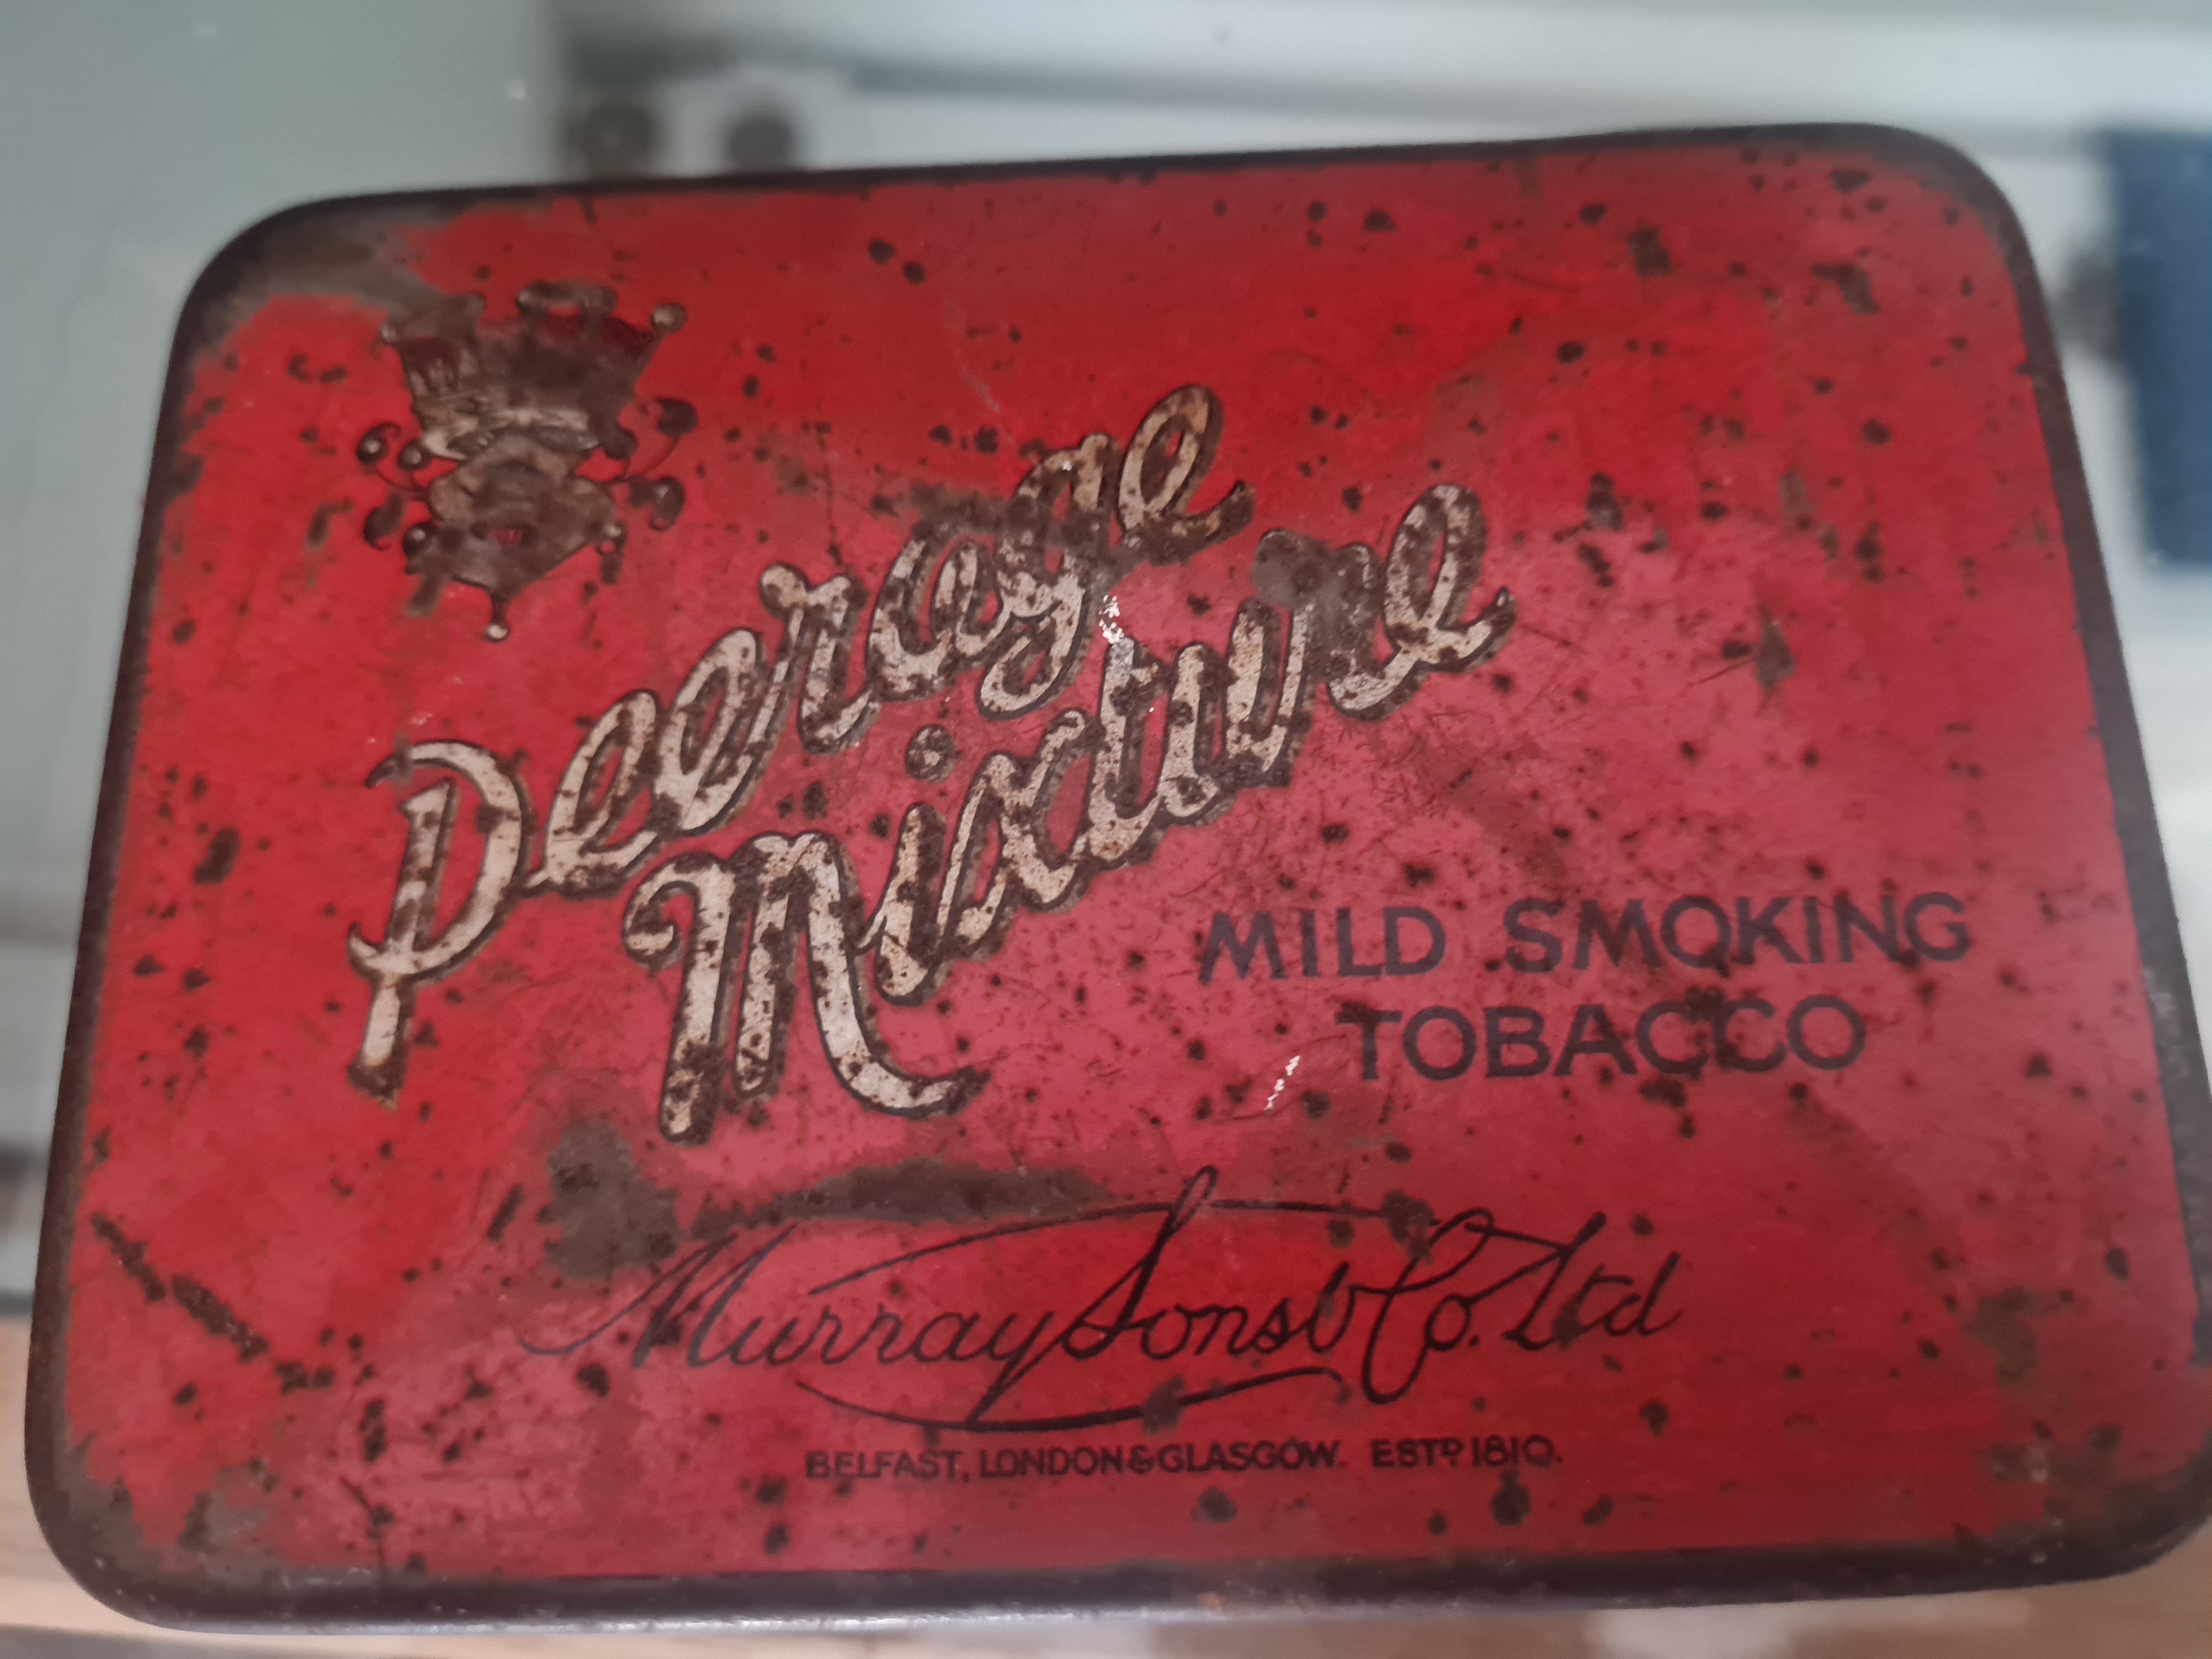 Peerage
Mixture
MILD SMOKING
TOBACCO
Murray Sons & Co. Ltd
BELFAST, LONDON & GLASGOW. ESTD 1810.